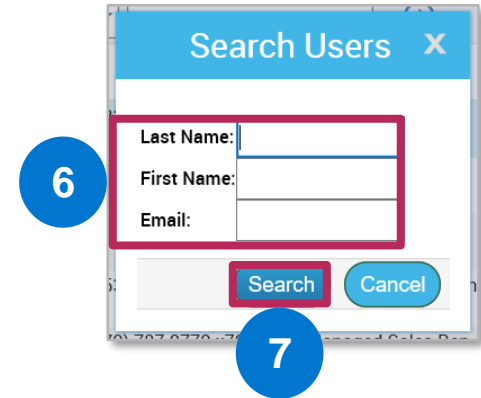 Search Users X
Last Name:
6
First Name:
Email:
Search Cancel
7